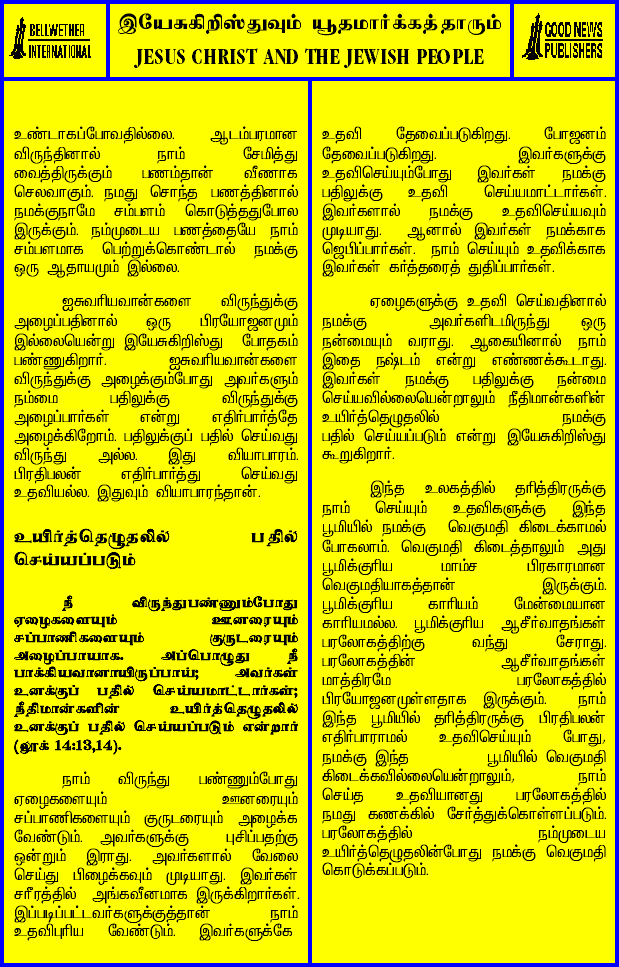 BELLWETHER
INTERNATIONAL
இயேசுகிறிஸ்துவும் யூதமார்க்கத்தாரும்
JESUS CHRIST AND THE JEWISH PEOPLE
GOOD NEWS
PUBLISHERS
உண்டாகப்போவதில்லை. ஆடம்பரமான
விருந்தினால் நாம் சேமித்து
வைத்திருக்கும் பணம்தான் வீணாக
செலவாகும். நமது சொந்த பணத்தினால்
நமக்குநாமே சம்பளம் கொடுத்ததுபோல
இருக்கும். நம்முடைய பணத்தையே நாம்
சம்பளமாக பெற்றுக்கொண்டால் நமக்கு
ஒரு ஆதாயமும் இல்லை.
ஐசுவரியவான்களை விருந்துக்கு
அழைப்பதினால் ஒரு பிரயோஜனமும்
இல்லையென்று இயேசுகிறிஸ்து போதகம்
பண்ணுகிறார். ஐசுவரியவான்களை
விருந்துக்கு அழைக்கும்போது அவர்களும்
நம்மை பதிலுக்கு விருந்துக்கு
அழைப்பார்கள் என்று எதிர்பார்த்தே
அழைக்கிறோம். பதிலுக்குப் பதில் செய்வது
விருந்து அல்ல. இது வியாபாரம்.
பிரதிபலன் எதிர்பார்த்து செய்வது
உதவியல்ல. இதுவும் வியாபாரந்தான்.
உயிர்த்தெழுதலில் பதில்
செய்யப்படும்
நீ விருந்துபண்ணும்போது
ஏழைகளையும் ஊனரையும்
சப்பாணிகளையும் குருடரையும்
அழைப்பாயாக. அப்பொழுது நீ
பாக்கியவானாயிருப்பாய்; அவர்கள்
உனக்குப் பதில் செய்யமாட்டார்கள்;
நீதிமான்களின் உயிர்த்தெழுதலில்
உனக்குப் பதில் செய்யப்படும் என்றார்
(லூக் 14:13,14).
நாம் விருந்து பண்ணும்போது
ஏழைகளையும் ஊனரையும்
சப்பாணிகளையும் குருடரையும் அழைக்க
வேண்டும். அவர்களுக்கு புசிப்பதற்கு
ஒன்றும் இராது. அவர்களால் வேலை
செய்து பிழைக்கவும் முடியாது. இவர்கள்
சரீரத்தில் அங்கவீனமாக இருக்கிறார்கள்.
இப்படிப்பட்டவர்களுக்குத்தான் நாம்
உதவிபுரிய வேண்டும். இவர்களுக்கே
உதவி தேவைப்படுகிறது. போஜனம்
தேவைப்படுகிறது. இவர்களுக்கு
உதவிசெய்யும்போது இவர்கள் நமக்கு
பதிலுக்கு உதவி செய்யமாட்டார்கள்.
இவர்களால் நமக்கு உதவிசெய்யவும்
முடியாது. ஆனால் இவர்கள் நமக்காக
ஜெபிப்பார்கள். நாம் செய்யும் உதவிக்காக
இவர்கள் கர்த்தரைத் துதிப்பார்கள்.
ஏழைகளுக்கு உதவி செய்வதினால்
நமக்கு அவர்களிடமிருந்து ஒரு
நன்மையும் வராது. ஆகையினால் நாம்
இதை நஷ்டம் என்று எண்ணக்கூடாது.
இவர்கள் நமக்கு பதிலுக்கு நன்மை
செய்யவில்லையென்றாலும் நீதிமான்களின்
உயிர்த்தெழுதலில் நமக்கு
பதில் செய்யப்படும் என்று இயேசுகிறிஸ்து
கூறுகிறார்.
இந்த உலகத்தில் தரித்திரருக்கு
நாம் செய்யும் உதவிகளுக்கு இந்த
பூமியில் நமக்கு வெகுமதி கிடைக்காமல்
போகலாம். வெகுமதி கிடைத்தாலும் அது
பூமிக்குரிய மாம்ச பிரகாரமான
வெகுமதியாகத்தான் இருக்கும்.
பூமிக்குரிய காரியம் மேன்மையான
காரியமல்ல. பூமிக்குரிய ஆசீர்வாதங்கள்
பரலோகத்திற்கு வந்து சேராது.
பரலோகத்தின் ஆசீர்வாதங்கள்
மாத்திரமே பரலோகத்தில்
பிரயோஜனமுள்ளதாக இருக்கும். நாம்
இந்த பூமியில் தரித்திரருக்கு பிரதிபலன்
எதிர்பாராமல் உதவிசெய்யும் போது,
நமக்கு இந்த பூமியில் வெகுமதி
கிடைக்கவில்லையென்றாலும், நாம்
செய்த உதவியானது பரலோகத்தில்
நமது கணக்கில் சேர்த்துக்கொள்ளப்படும்.
பரலோகத்தில் நம்முடைய
உயிர்த்தெழுதலின்போது நமக்கு வெகுமதி
கொடுக்கப்படும்.